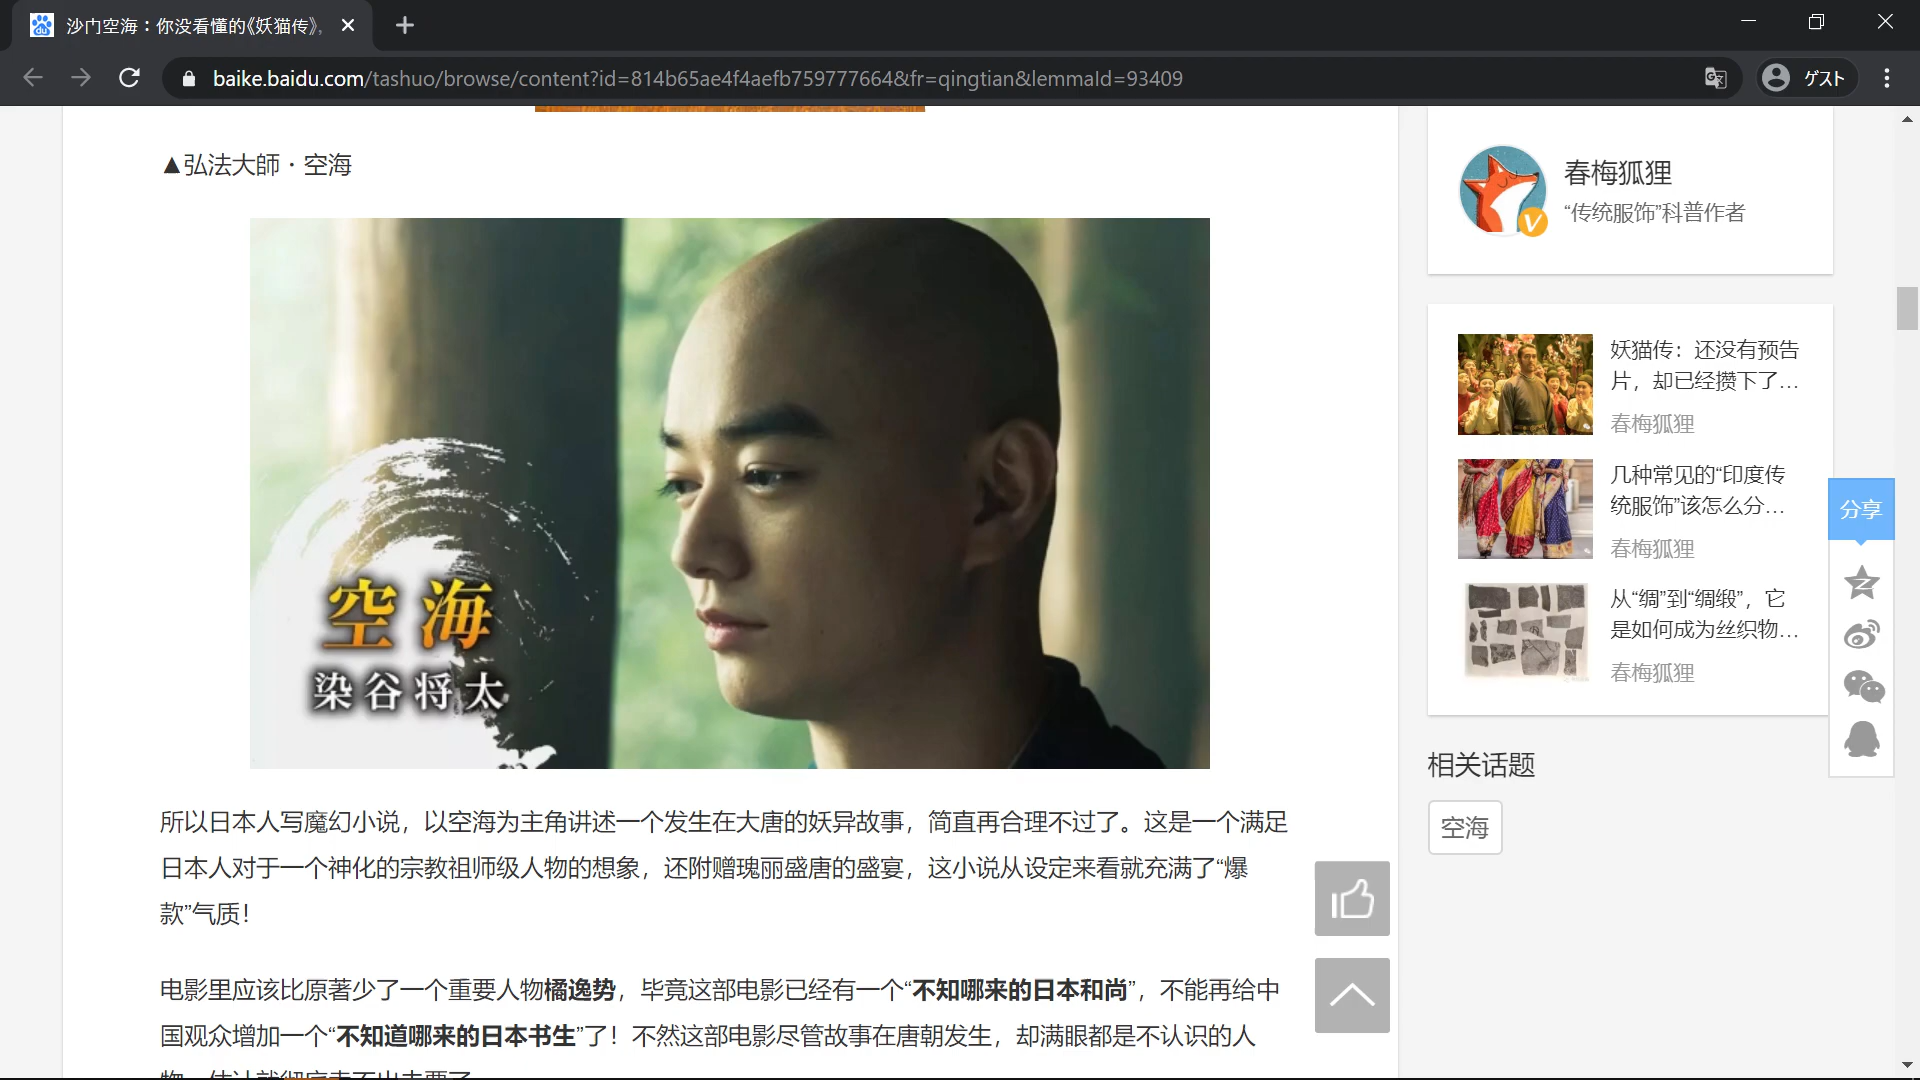 沙门空海：你没看懂的《妖猫传》,
baike.baidu.com/tashuo/browse/content?id=814b65ae4f4aefb759777664&fr=qingtian&lemmaId=93409
ゲスト
▲弘法大師・空海
空海
染谷将太
所以日本人写魔幻小说，以空海为主角讲述一个发生在大唐的妖异故事，简直再合理不过了。这是一个满足
日本人对于一个神化的宗教祖师级人物的想象，还附赠瑰丽盛唐的盛宴，这小说从设定来看就充满了“爆
款”气质！
电影里应该比原著少了一个重要人物橘逸势，毕竟这部电影已经有一个“不知哪来的日本和尚”，不能再给中
国观众增加一个“不知道哪来的日本书生”了！不然这部电影尽管故事在唐朝发生，却满眼都是不认识的人
春梅狐狸
“传统服饰”科普作者
妖猫传：还没有预告
片，却已经攒下了...
春梅狐狸
几种常见的“印度传
统服饰”该怎么分...
春梅狐狸
从“绸”到“绸缎”，它
是如何成为丝织物...
春梅狐狸
分享
相关话题
空海